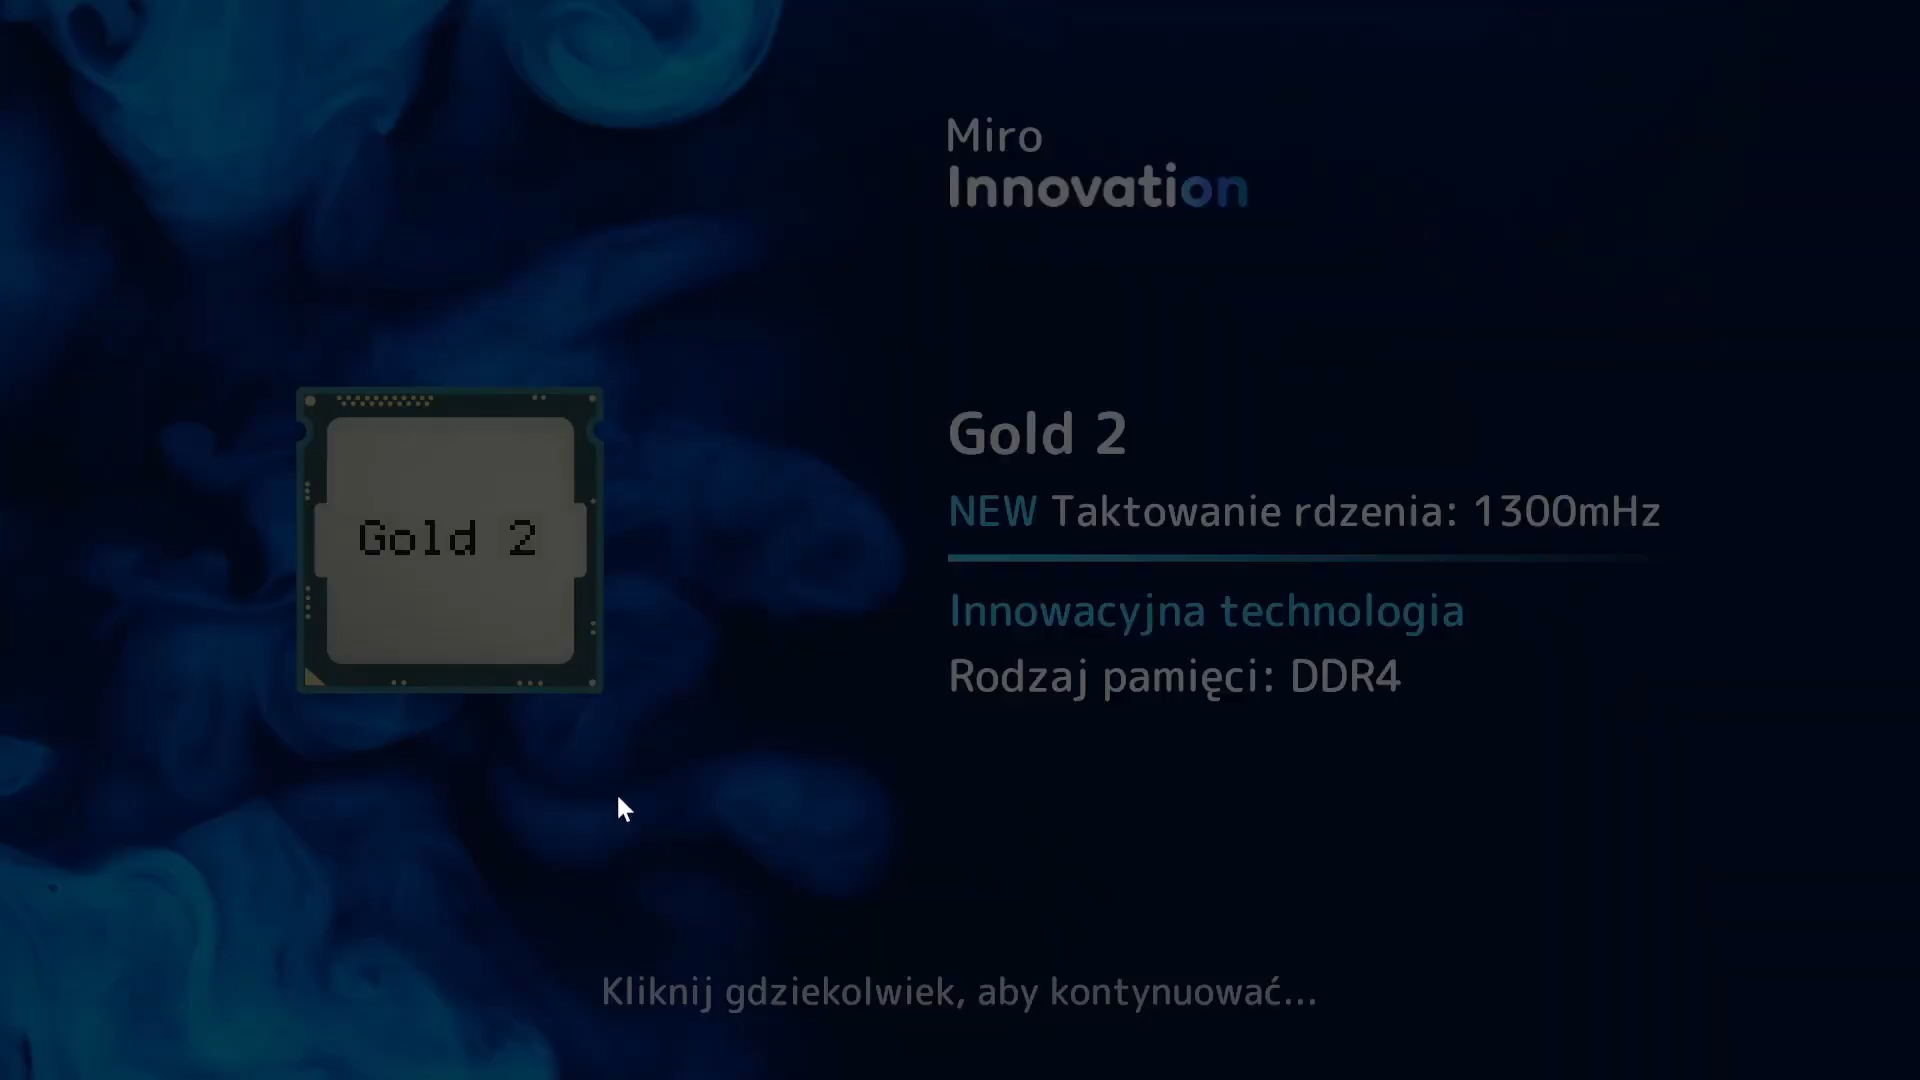 Miro
Innovation
Gold 2
Gold 2
NEW Taktowanie rdzenia: 1300mHz
Innowacyjna technologia
Rodzaj pamięci: DDR4
Kliknij gdziekolwiek, aby kontynuować...